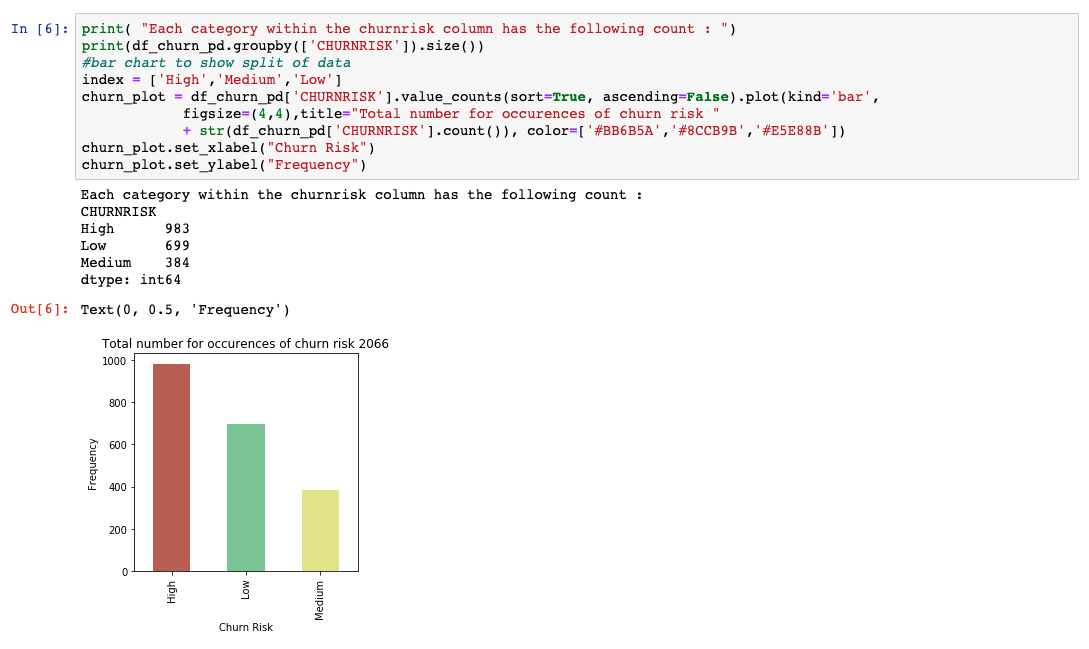 In [6]: print( "Each category within the churnrisk column has the following count : ")
print(df_churn_pd.groupby(['CHURNRISK']).size())
#bar chart to show split of data
index = ['High','Medium','Low']
churn_plot = df_churn_pd['CHURNRISK'].value_counts(sort=True, ascending=False).plot(kind='bar',
figsize=(4,4),title="Total number for occurences of churn risk "
+ str(df_churn_pd['CHURNRISK'].count()), color=['#BB6B5A','#8CCB9B','#E5E88B'])
churn_plot.set_xlabel("Churn Risk")
churn_plot.set_ylabel("Frequency")
Each category within the churnrisk column has the following count :
CHURNRISK
High 983
Low 699
Medium 384
dtype: int64
Out[6]: Text(0, 0.5, 'Frequency')
Total number for occurences of churn risk 2066
1000
800
600
400
200
0
Frequency
High
Low
Medium
Churn Risk